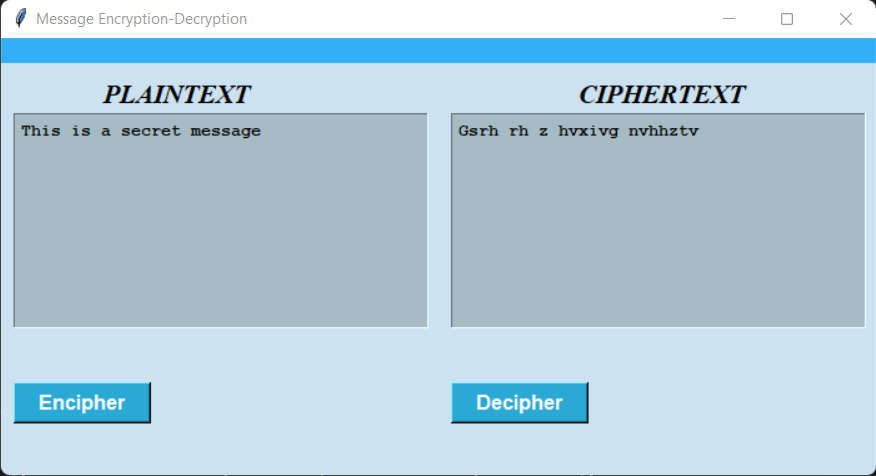 Message Encryption-Decryption
PLAINTEXT
CIPHERTEXT
This is a secret message
Gsrh rh z hvxivg nvhhztv
Encipher
Decipher